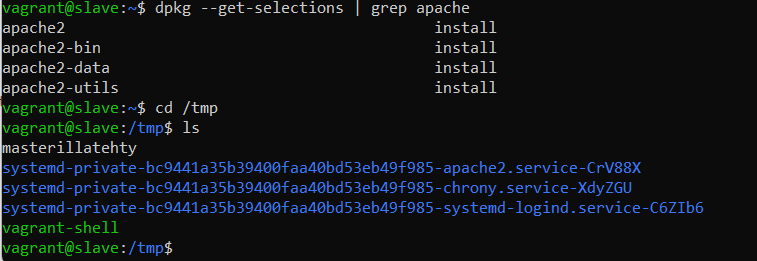 vagrant@slave:~$ dpkg --get-selections | grep apache
apache2 install
apache2-bin install
apache2-data install
apache2-utils install
vagrant@slave:~$ cd /tmp
vagrant@slave:/tmp$ ls
masterillatehty
systemd-private-bc9441a35b39400faa40bd53eb49f985-apache2.service-CrV88X
systemd-private-bc9441a35b39400faa40bd53eb49f985-chrony.service-XdyZGU
systemd-private-bc9441a35b39400faa40bd53eb49f985-systemd-logind.service-C6ZIb6
vagrant-shell
vagrant@slave:/tmp$